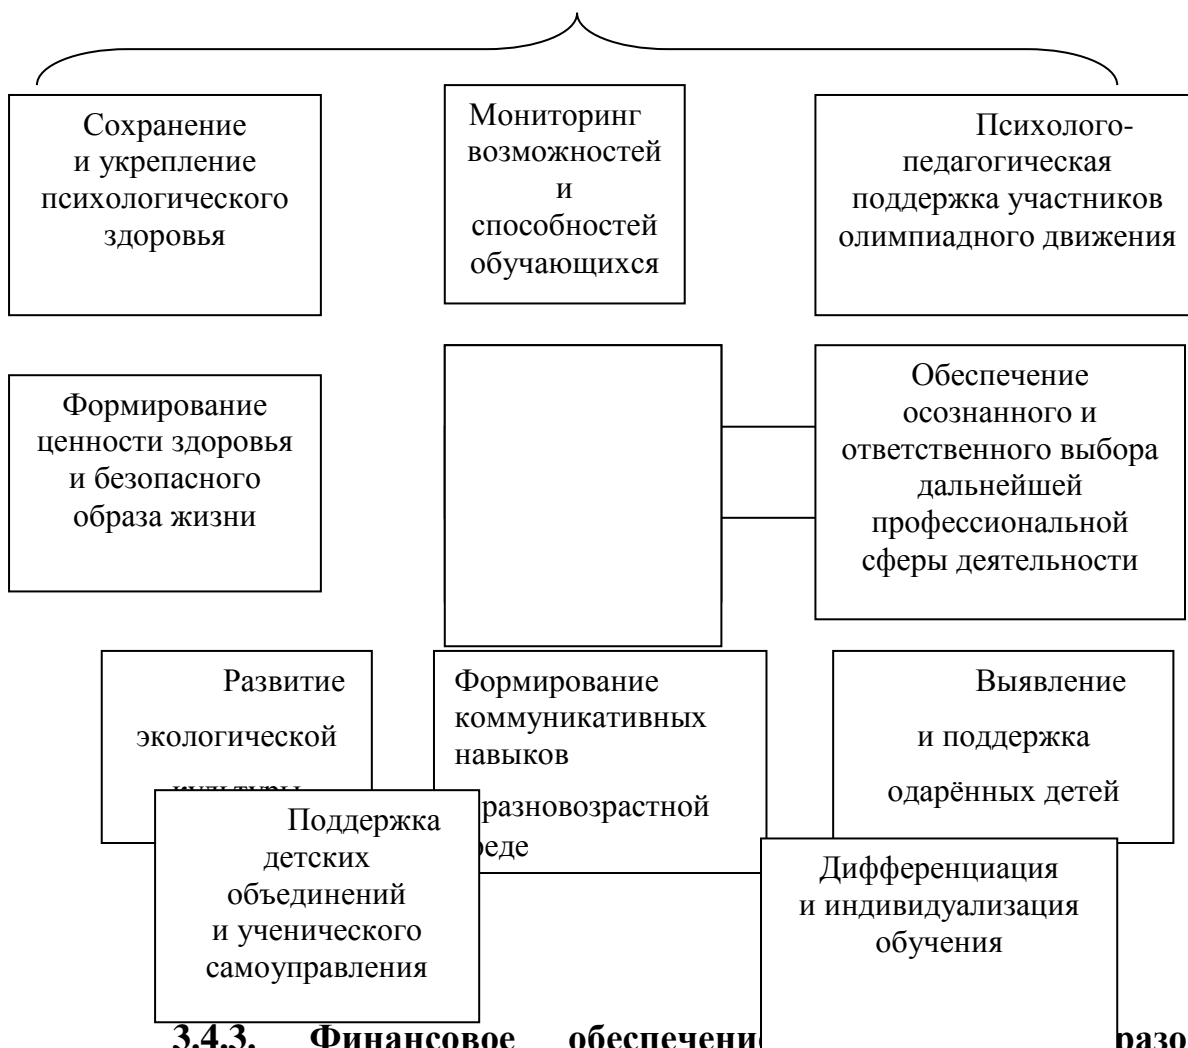 Сохранение
и укрепление
психологического
здоровья
Мониторинг
возможностей
и
способностей
обучающихся
Психолого-
педагогическая
поддержка участников
олимпиадного движения
Формирование
ценности здоровья
и безопасного
образа жизни
Обеспечение
осознанного и
ответственного выбора
дальнейшей
профессиональной
сферы деятельности
Развитие
экологической
Формирование
коммуникативных
навыков
разновозрастной
Выявление
и поддержка
одарённых детей
Поддержка
детских
объединений
и ученического
самоуправления
Дифференциация
и индивидуализация
обучения
3.4.3. Финансовое